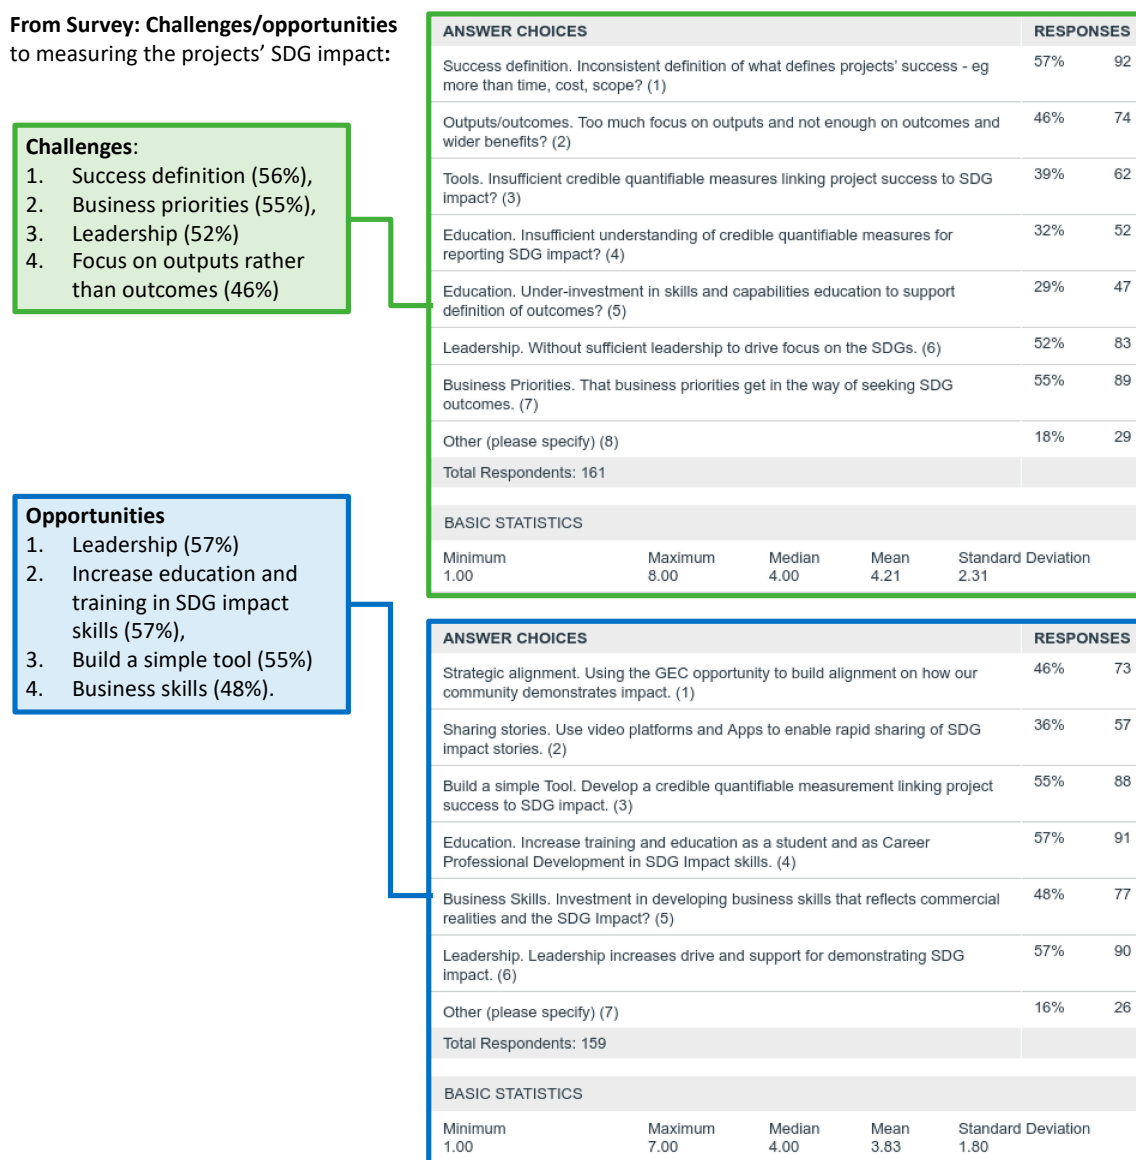 From Survey: Challenges/opportunities
to measuring the projects' SDG impact:
Challenges:
1. Success definition (56%),
2. Business priorities (55%),
3. Leadership (52%)
4. Focus on outputs rather
than outcomes (46%)
Opportunities
1. Leadership (57%)
2. Increase education and
training in SDG impact
skills (57%),
3. Build a simple tool (55%)
4. Business skills (48%).
ANSWER CHOICES RESPONSES
Success definition. Inconsistent definition of what defines projects' success - eg 57% 92
more than time, cost, scope? (1)
Outputs/outcomes. Too much focus on outputs and not enough on outcomes and 46% 74
wider benefits? (2)
Tools. Insufficient credible quantifiable measures linking project success to SDG 39% 62
impact? (3)
Education. Insufficient understanding of credible quantifiable measures for 32% 52
reporting SDG impact? (4)
Education. Under-investment in skills and capabilities education to support 29% 47
definition of outcomes? (5)
Leadership. Without sufficient leadership to drive focus on the SDGs. (6) 52% 83
Business Priorities. That business priorities get in the way of seeking SDG 55% 89
outcomes. (7)
Other (please specify) (8) 18% 29
Total Respondents: 161
BASIC STATISTICS
Minimum Maximum Median Mean Standard Deviation
1.00 8.00 4.00 4.21 2.31
ANSWER CHOICES RESPONSES
Strategic alignment. Using the GEC opportunity to build alignment on how our 46% 73
community demonstrates impact. (1)
Sharing stories. Use video platforms and Apps to enable rapid sharing of SDG 36% 57
impact stories. (2)
Build a simple Tool. Develop a credible quantifiable measurement linking project 55% 88
success to SDG impact. (3)
Education. Increase training and education as a student and as Career 57% 91
Professional Development in SDG Impact skills. (4)
Business Skills. Investment in developing business skills that reflects commercial 48% 77
realities and the SDG Impact? (5)
Leadership. Leadership increases drive and support for demonstrating SDG 57% 90
impact. (6)
Other (please specify) (7) 16% 26
Total Respondents: 159
BASIC STATISTICS
Minimum Maximum Median Mean Standard Deviation
1.00 7.00 4.00 3.83 1.80